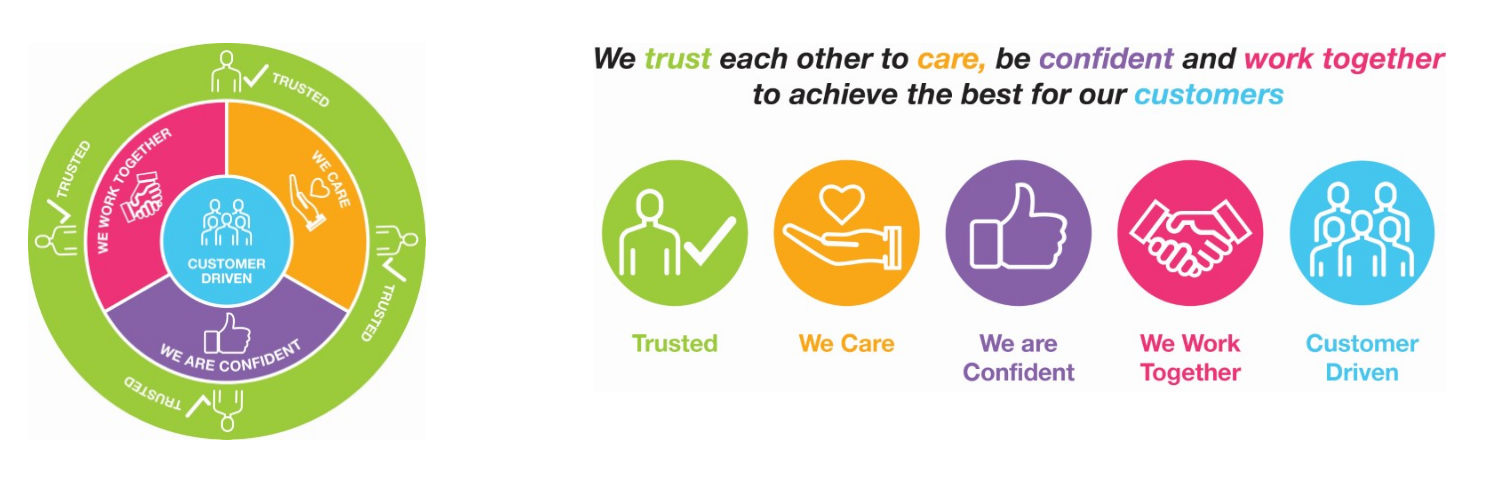 TRUSTED
TRUSTED
TRUSTED
TRUSTED
WE WORK TOGETHER
WE CARE
WE ARE CONFIDENT
CUSTOMER
DRIVEN
We trust each other to care, be confident and work together
to achieve the best for our customers
Trusted
We Care
We are
Confident
We Work
Together
Customer
Driven